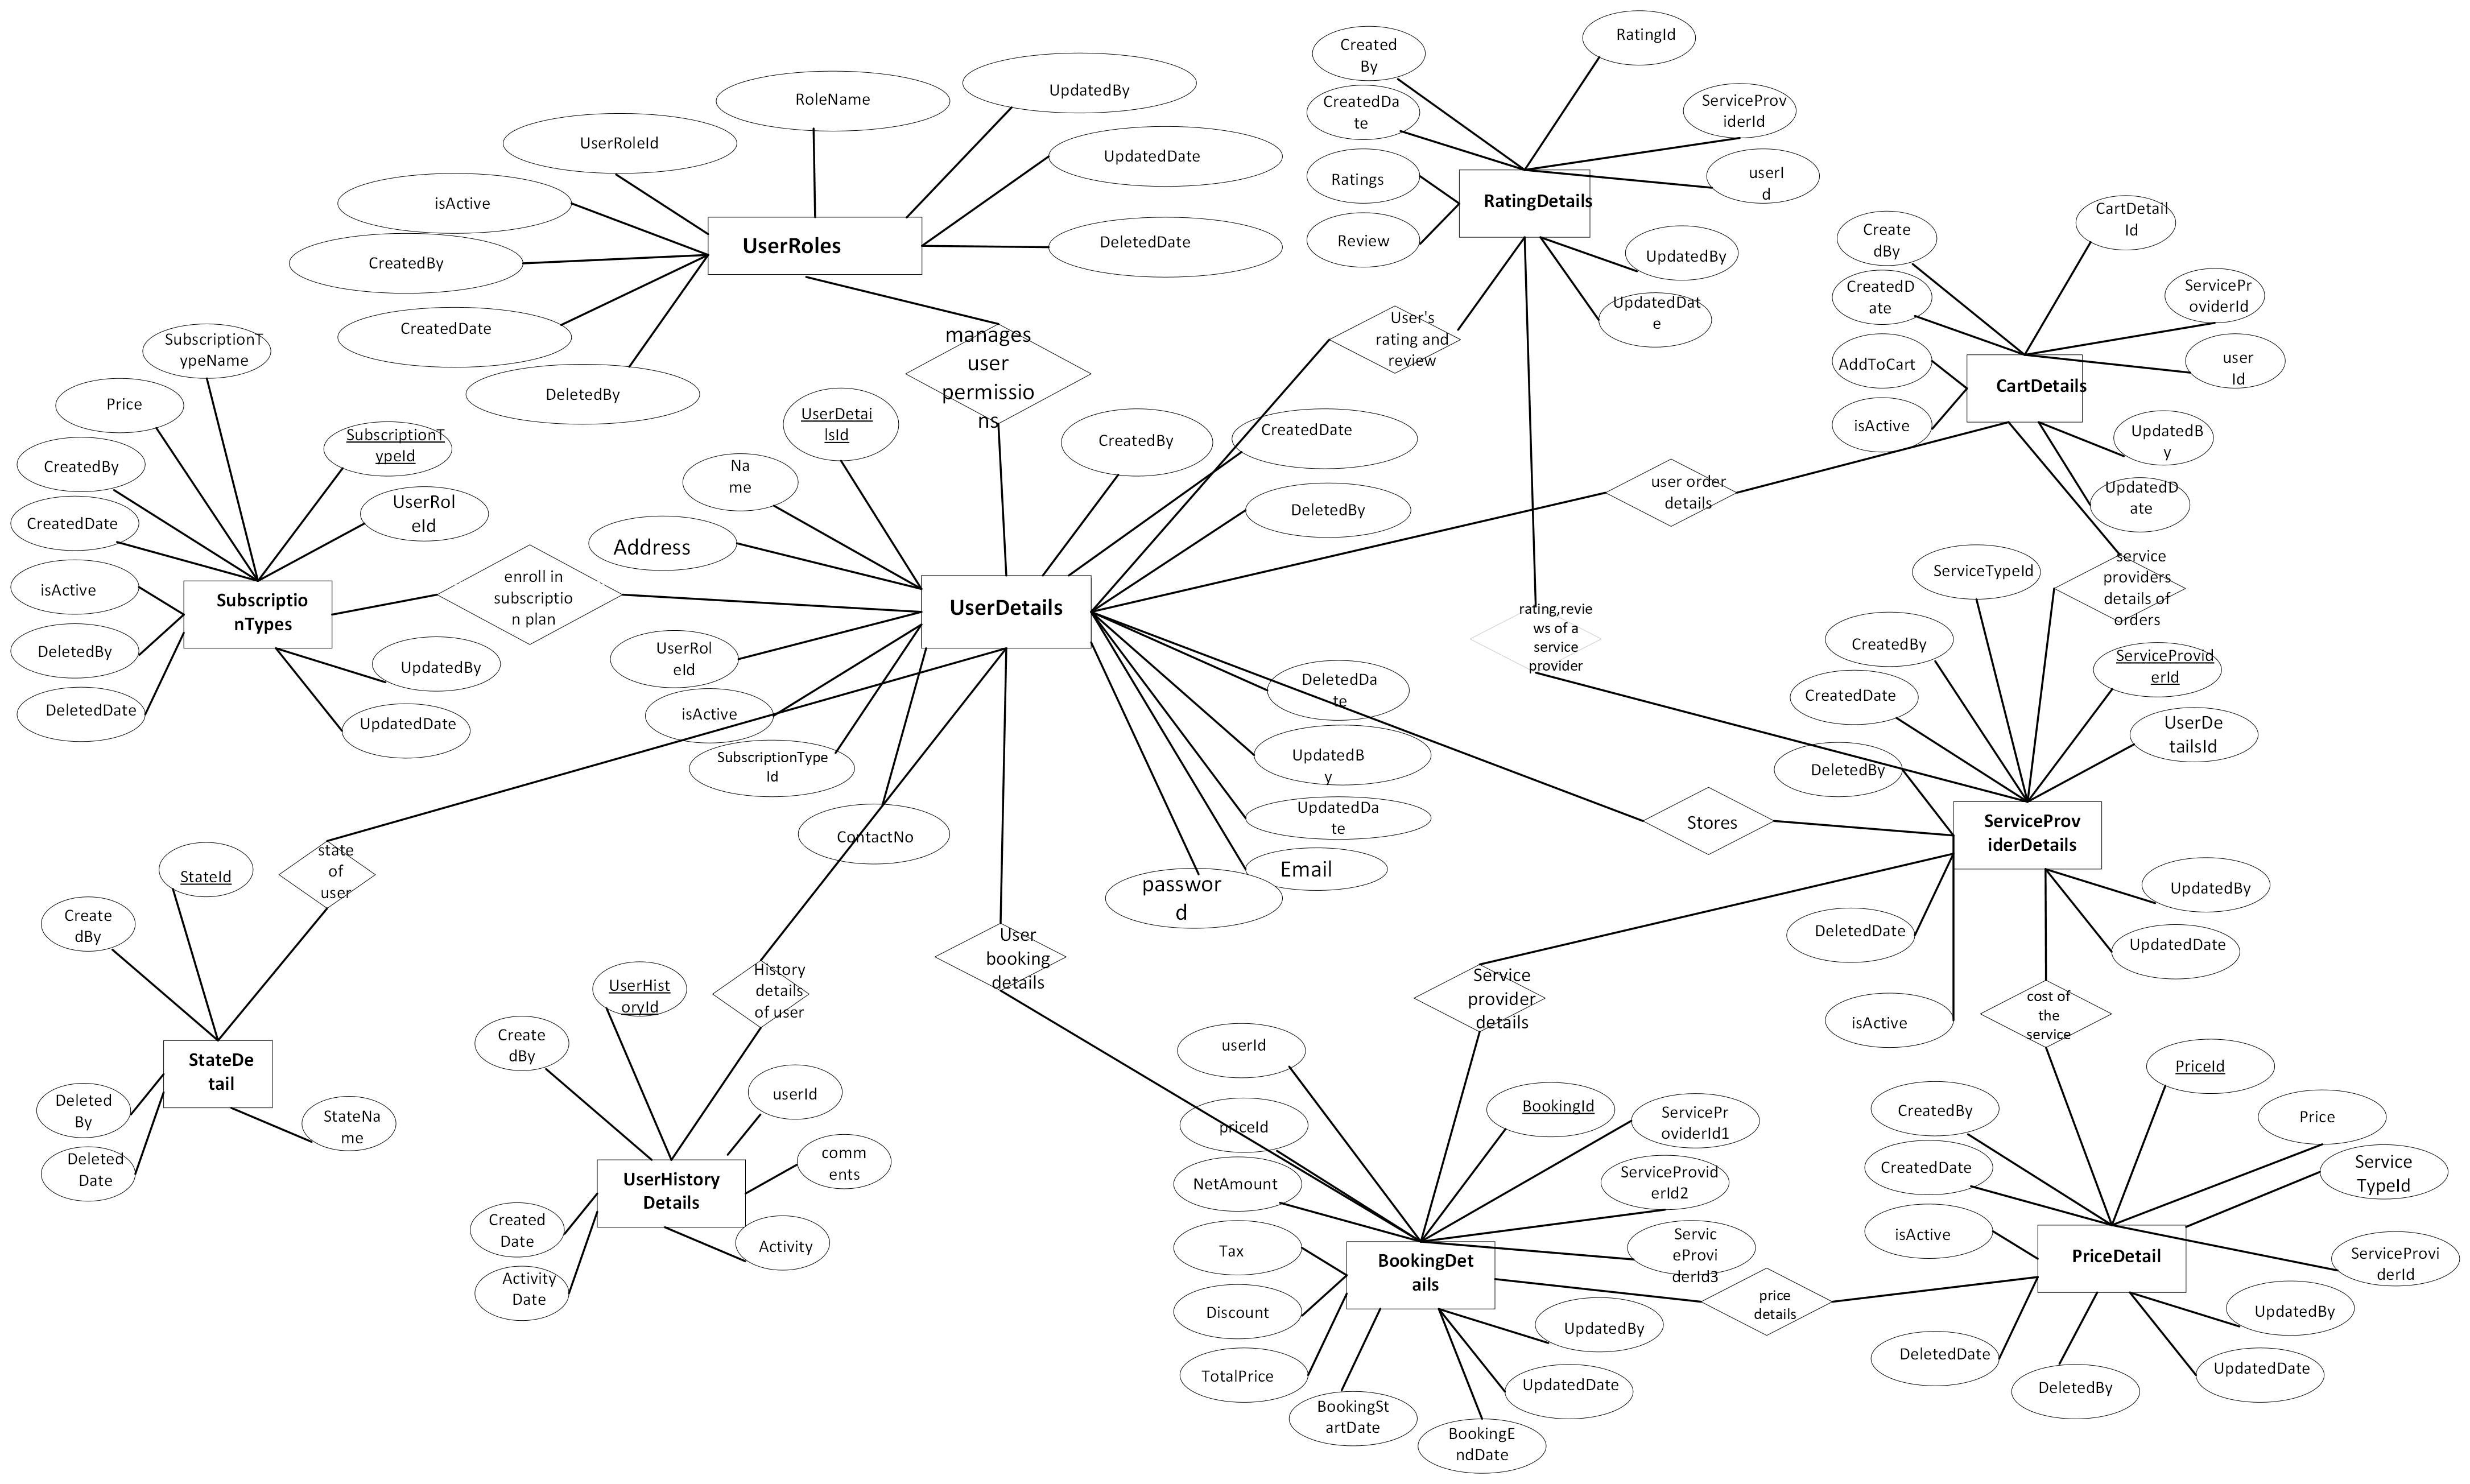 UserRoles
UserRoleId
RoleName
UpdatedBy
UpdatedDate
DeletedDate
isActive
CreatedBy
CreatedDate
DeletedBy
manages
user
permissio
ns
RatingDetails
Created
By
RatingId
CreatedDa
te
ServiceProv
iderId
Ratings
userI
d
Review
UpdatedBy
UpdatedDat
e
User's
rating and
review
CartDetails
Create
dBy
CartDetail
Id
CreatedD
ate
ServicePr
oviderId
AddToCart
user
Id
isActive
UpdatedB
y
UpdatedD
ate
user order
details
service
providers
details of
orders
rating,revie
ws of a
service
provider
Subscriptio
nTypes
SubscriptionT
ypeName
Price
SubscriptionT
ypeId
CreatedBy
UserRol
eId
CreatedDate
isActive
DeletedBy
DeletedDate
UpdatedBy
UpdatedDate
enroll in
subscriptio
n plan
UserDetails
UserDetai
lsId
Na
me
Address
CreatedBy
CreatedDate
DeletedBy
UserRol
eId
isActive
SubscriptionType
Id
ContactNo
DeletedDa
te
UpdatedB
y
UpdatedDa
te
Email
passwor
d
Stores
ServiceProv
iderDetails
ServiceTypeId
CreatedBy
ServiceProvid
erId
CreatedDate
UserDe
tailsId
DeletedBy
DeletedDate
isActive
UpdatedBy
UpdatedDate
cost of
the
service
state
of
user
StateDe
tail
StateId
Create
dBy
Deleted
By
Deleted
Date
StateNa
me
History
details
of user
UserHistory
Details
UserHist
oryId
Create
dBy
userId
comm
ents
Activity
Created
Date
Activity
Date
User
booking
details
Service
provider
details
BookingDet
ails
userId
priceId
BookingId
ServicePr
oviderId1
NetAmount
ServiceProvid
erId2
Tax
Servic
eProvi
derId3
Discount
TotalPrice
BookingSt
artDate
BookingE
ndDate
UpdatedBy
UpdatedDate
price
details
PriceDetail
PriceId
CreatedBy
Price
CreatedDate
Service
TypeId
isActive
ServiceProvi
derId
DeletedDate
DeletedBy
UpdatedBy
UpdatedDate